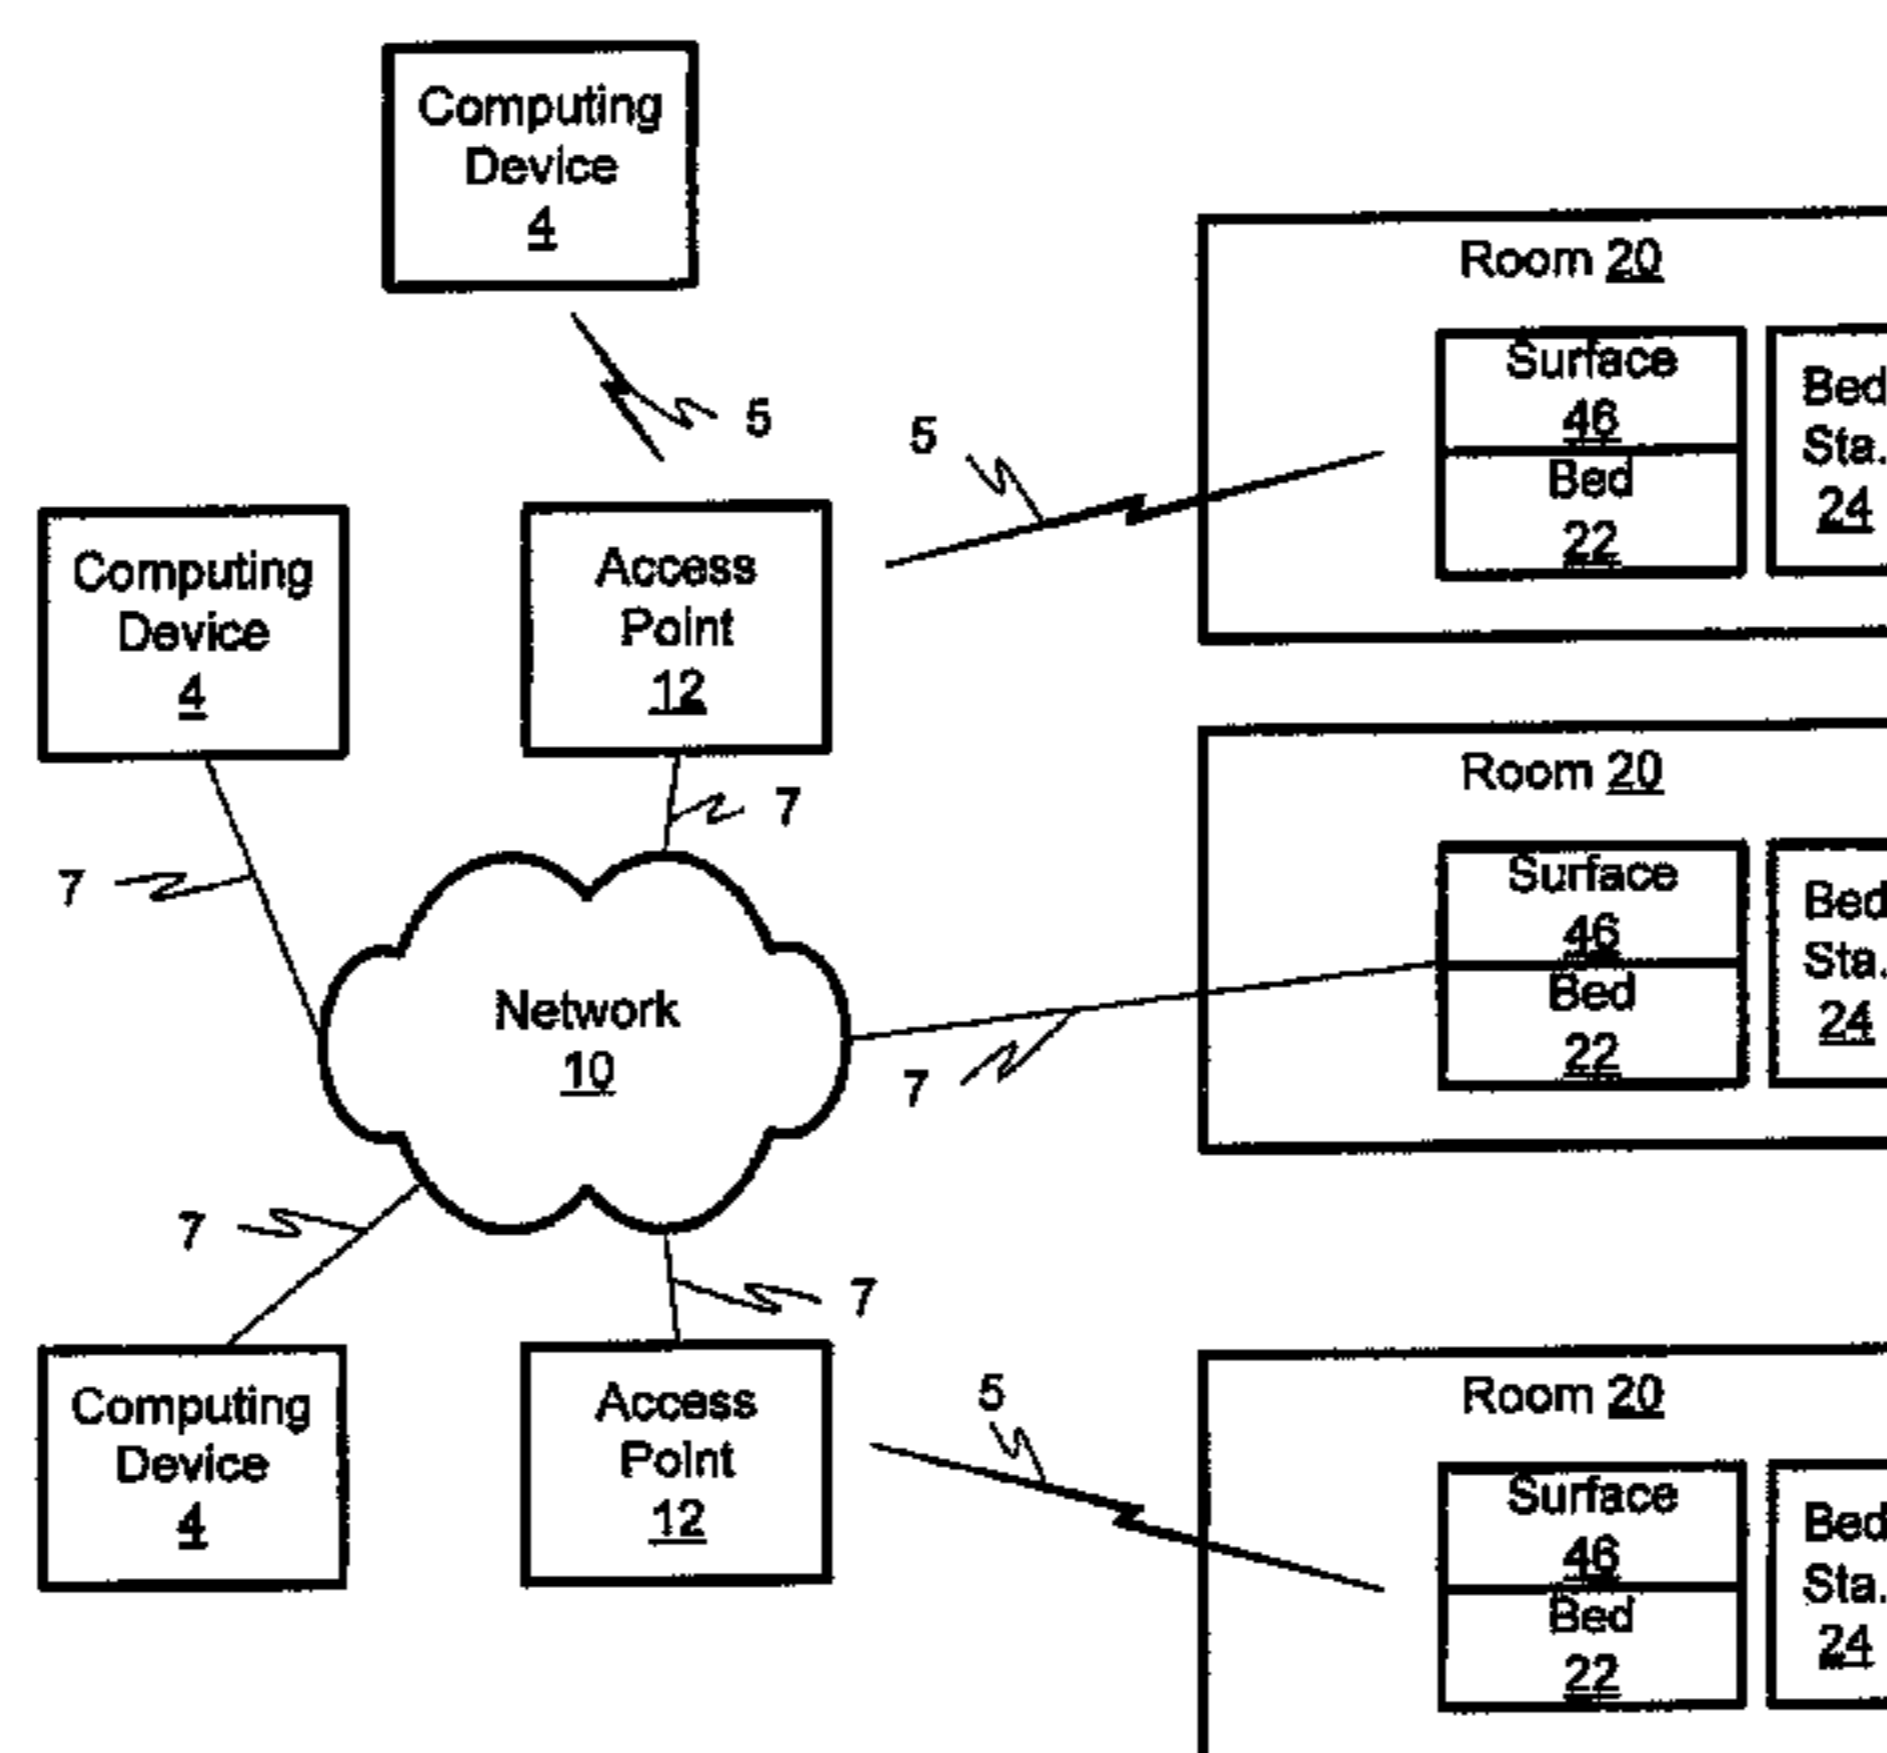 Computing
Device
4
5
5
Room 20
Surface
46
Bed
22
Bed
Sta.
24
Computing
Device
4
Access
Point
12
7
7
Room 20
Surface
46
Bed
22
Bed
Sta.
24
Network
10
7
7
7
Computing
Device
4
Access
Point
12
5
Room 20
Surface
46
Bed
22
Bed
Sta.
24